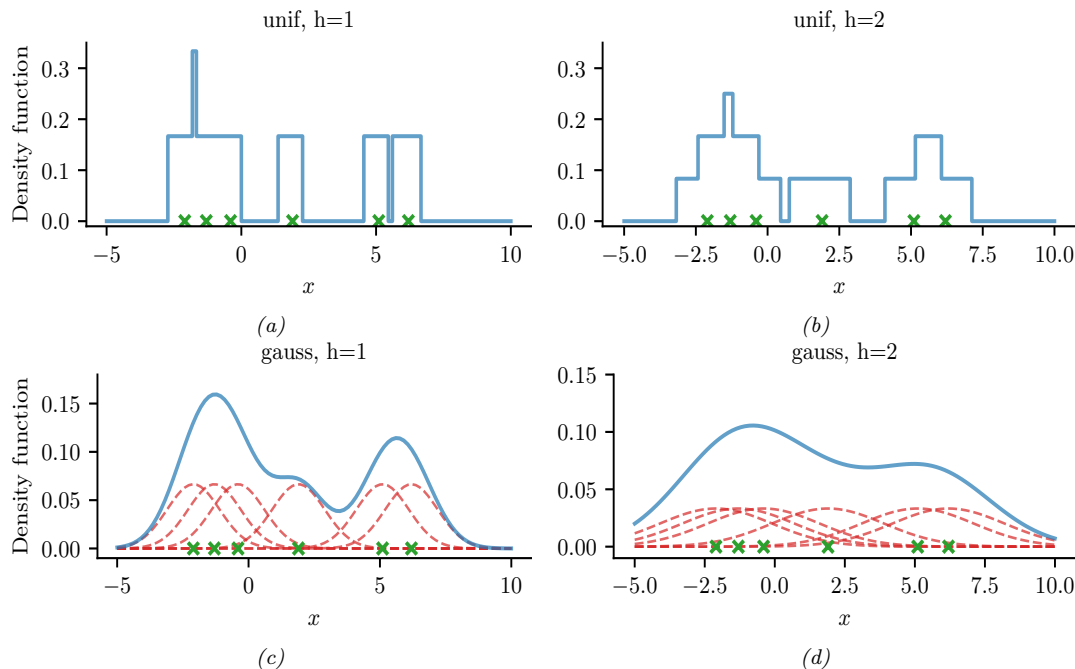 unif, h=1
0.3
0.2
0.1
0.0
Density function
−5 0 5 10
x
(a)
unif, h=2
0.3
0.2
0.1
0.0
−5.0 −2.5 0.0 2.5 5.0 7.5 10.0
x
(b)
gauss, h=1
0.15
0.10
0.05
0.00
Density function
−5 0 5 10
x
(c)
gauss, h=2
0.15
0.10
0.05
0.00
−5.0 −2.5 0.0 2.5 5.0 7.5 10.0
x
(d)